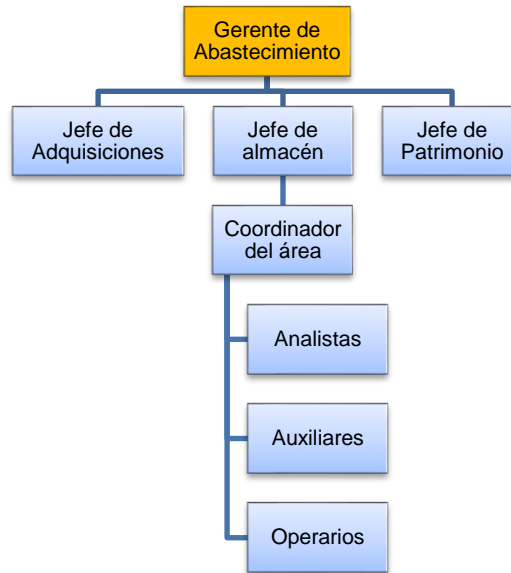 Gerente de
Abastecimiento
Jefe de
Adquisiciones
Jefe de
almacén
Jefe de
Patrimonio
Coordinador
del área
Analistas
Auxiliares
Operarios